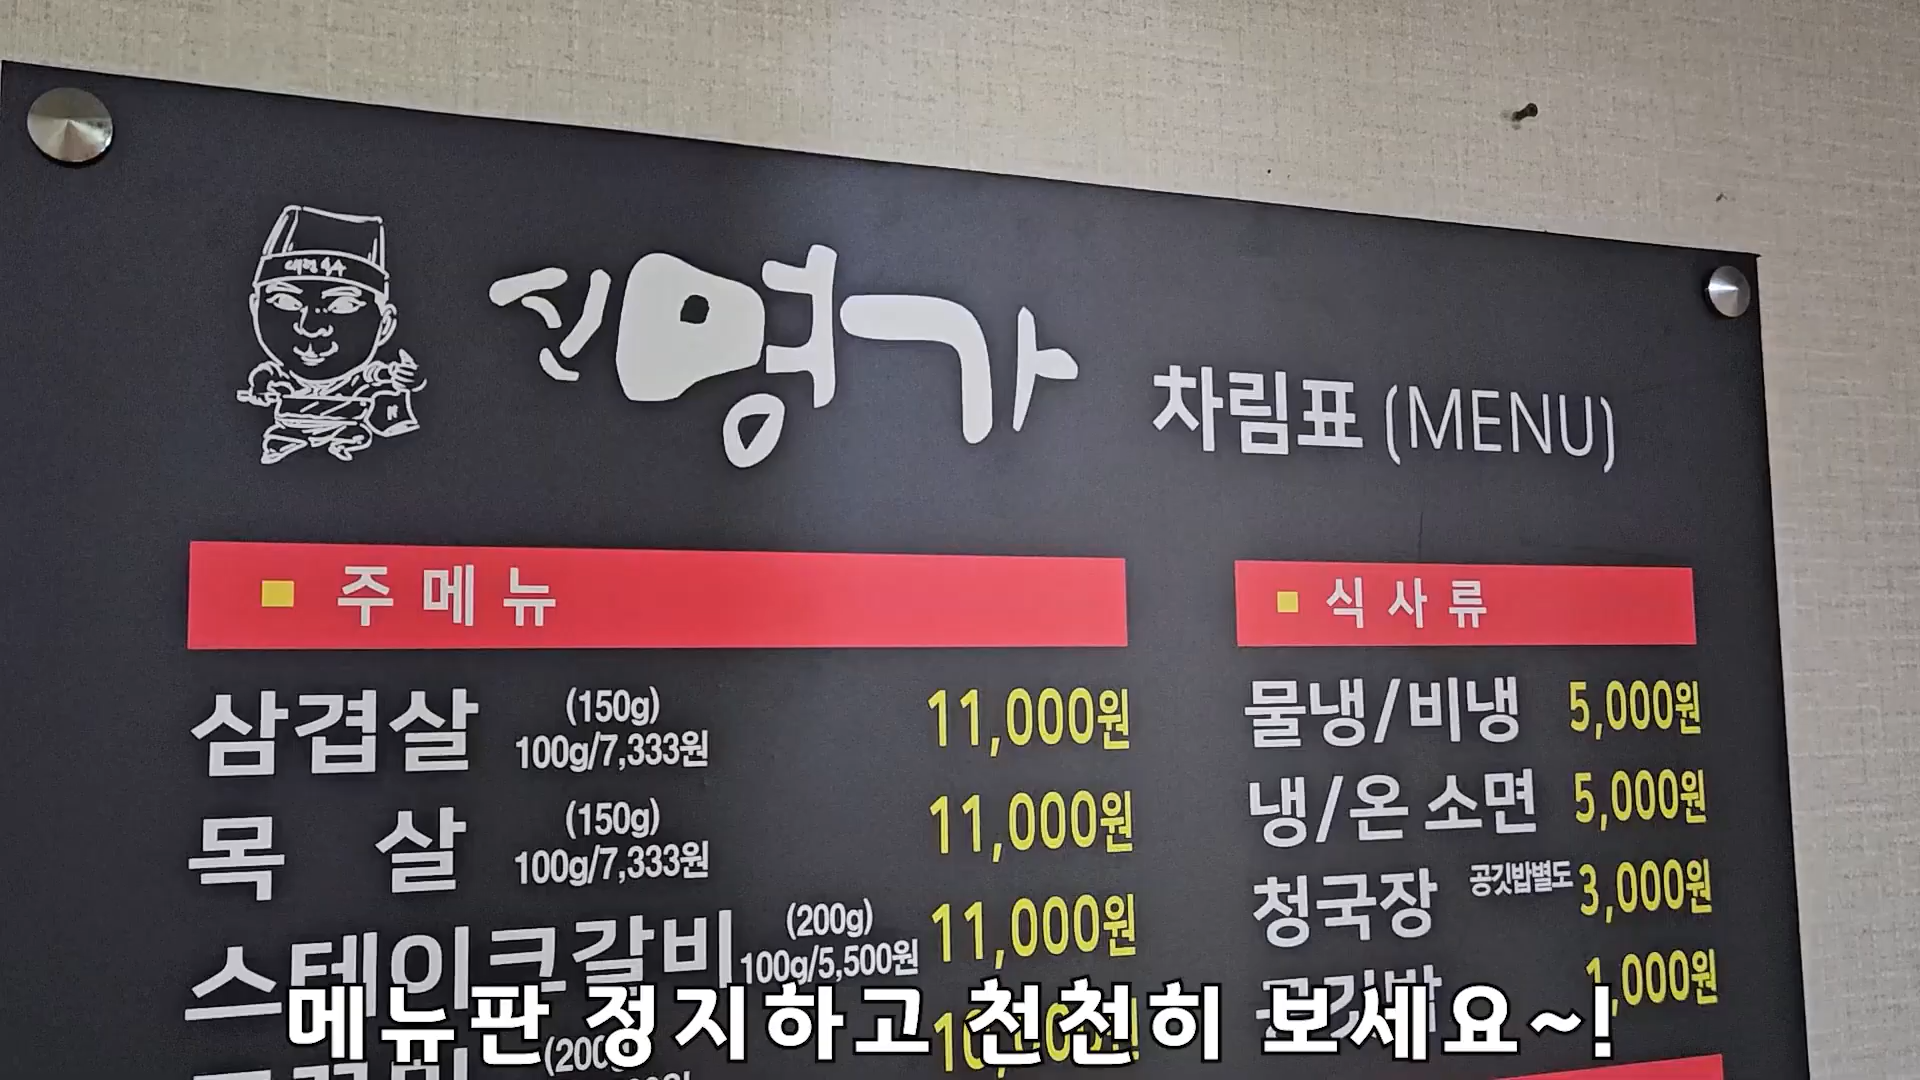 진명가 차림표 (MENU)
주메뉴
삼겹살 (150g) 100g/7,333원 11,000원
목살 (150g) 100g/7,333원 11,000원
스테이크갈비 (200g) 100g/5,500원 11,000원
식사류
물냉/비냉 5,000원
냉/온 소면 5,000원
청국장 공깃밥별도 3,000원
공깃밥 1,000원
메뉴판 정지하고 천천히 보세요~!